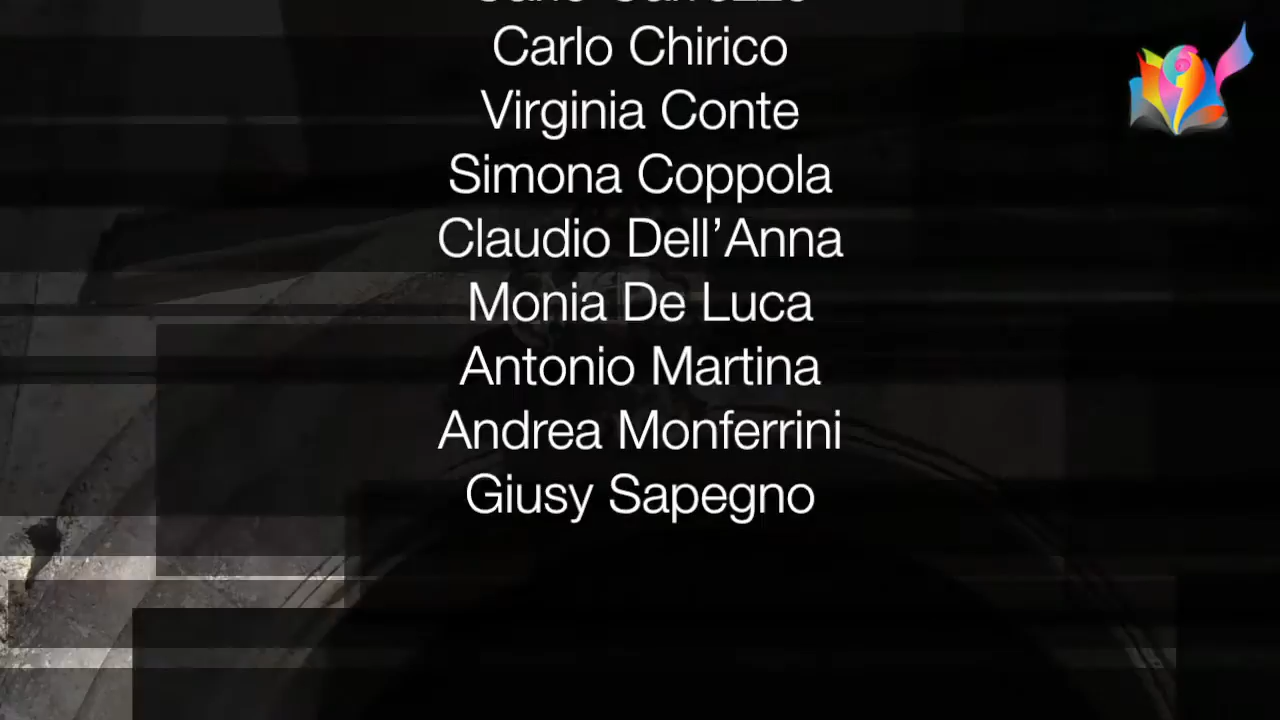 Carlo Chirico
Virginia Conte
Simona Coppola
Claudio Dell’Anna
Monia De Luca
Antonio Martina
Andrea Monferrini
Giusy Sapegno